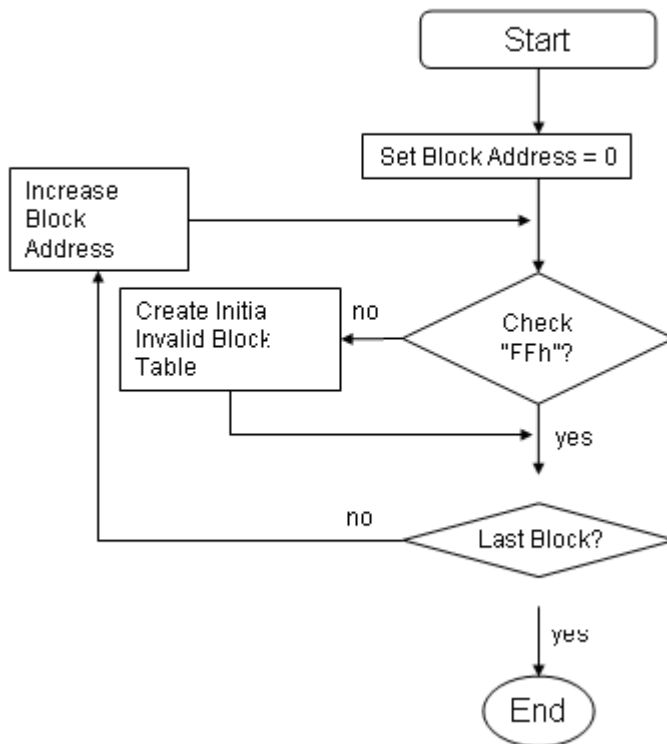 Start
Set Block Address = 0
Increase
Block
Address
Create Initia
Invalid Block
Table
no
Check
"FFh"?
yes
no
Last Block?
yes
End